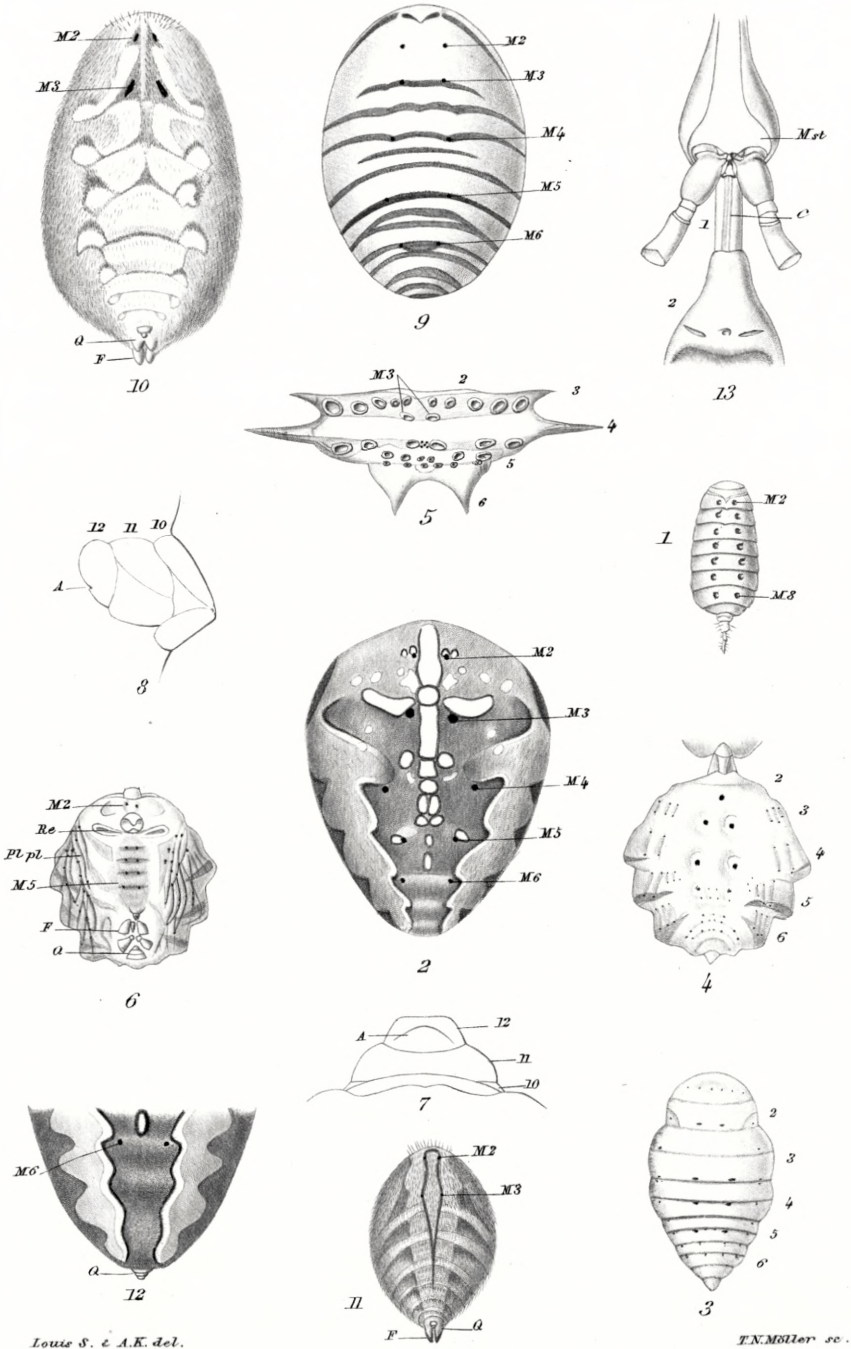 M2
M3
Q
F
10
M2
M3
M4
M5
M6
9
Mst
1
C
2
13
M3
2
3
4
5
6
5
12 11 10
A
8
M2
M8
1
M2
M3
M4
M5
M6
2
M2
Re
Pl pl
M5
F
Q
6
2
3
4
5
6
4
A
12
11
10
7
M6
Q
12
M2
M3
11
F
Q
2
3
4
5
6
3
Louis S. & A.K. del.
T.N.Möller sc.